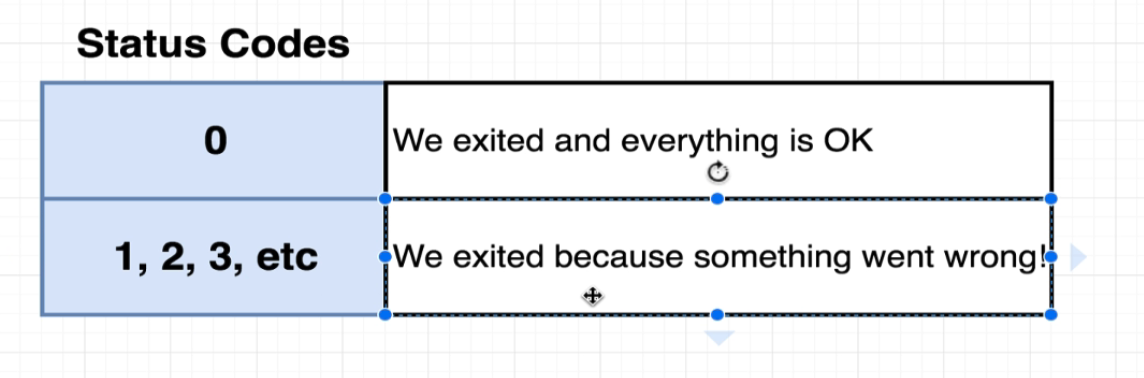 Status Codes
0
We exited and everything is OK
1, 2, 3, etc
We exited because something went wrong!